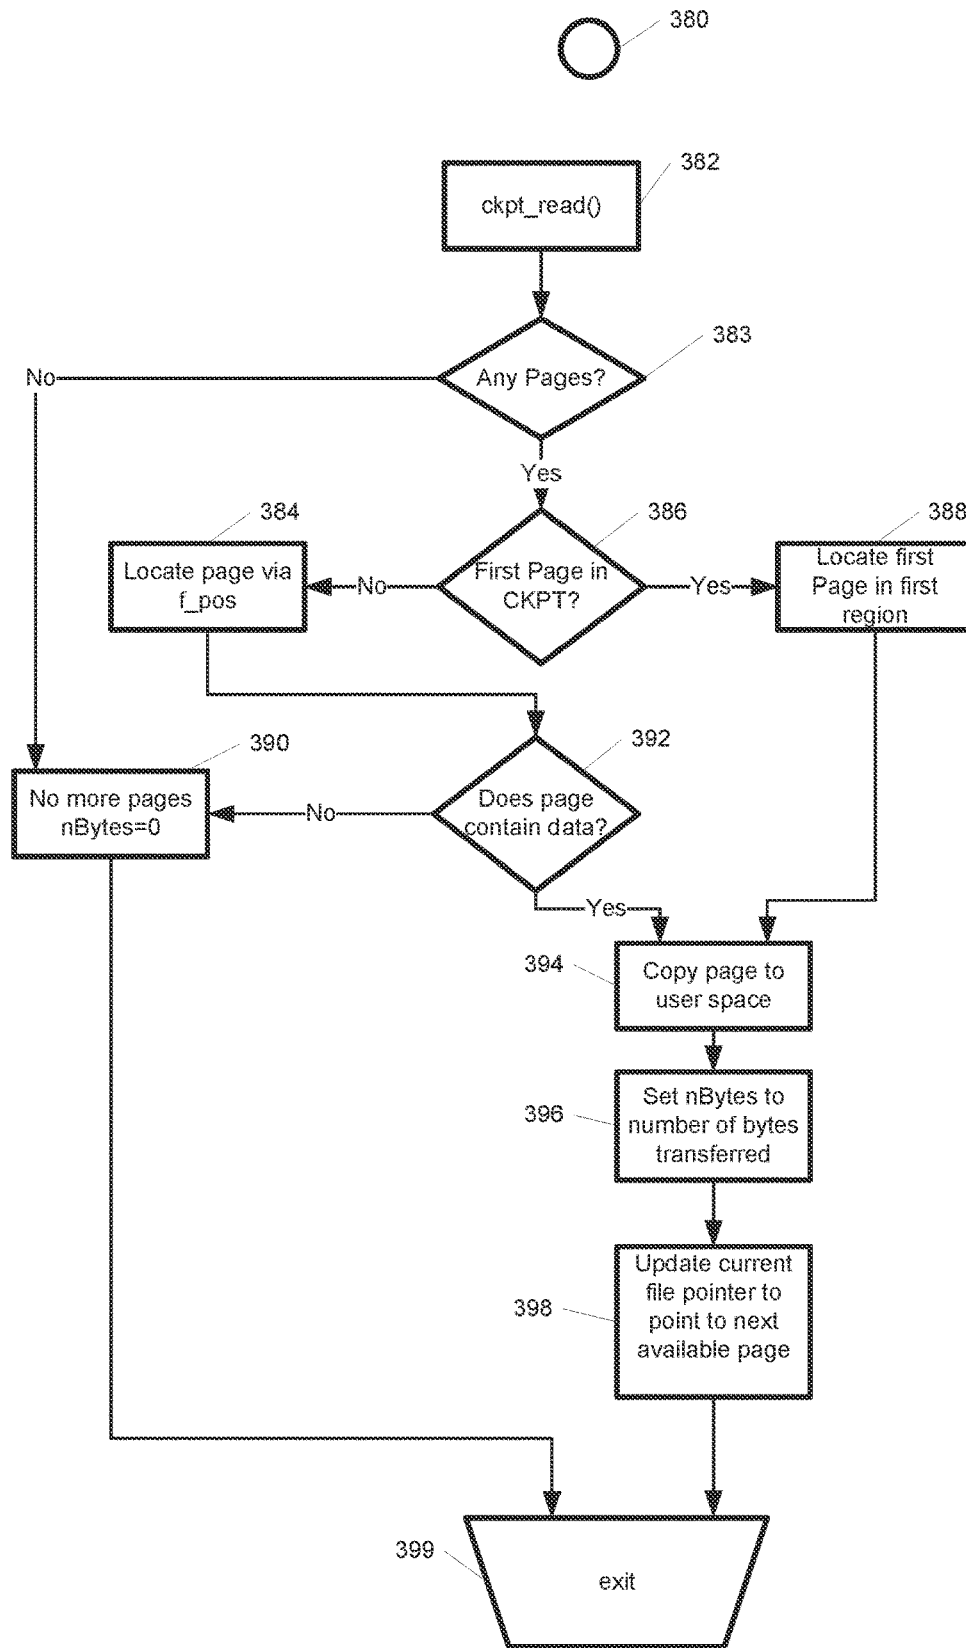 380
382
ckpt_read()
383
Any Pages?
No
Yes
384
386
388
Locate page via
f_pos
No
First Page in
CKPT?
Yes
Locate first
Page in first
region
390
392
No more pages
nBytes=0
No
Does page
contain data?
Yes
394
Copy page to
user space
396
Set nBytes to
number of bytes
transferred
398
Update current
file pointer to
point to next
available page
399
exit